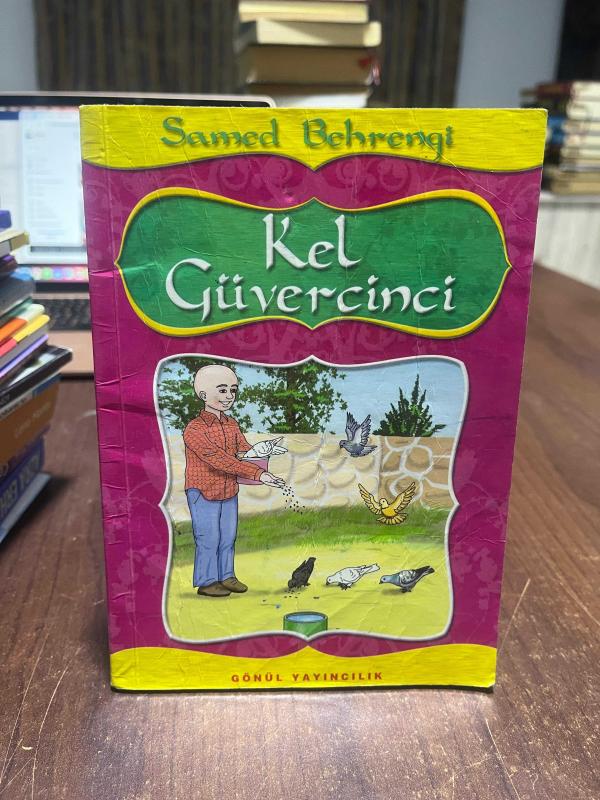 Samed Behrengi
Kel
Güvercinci
GÖNÜL YAYINCILIK